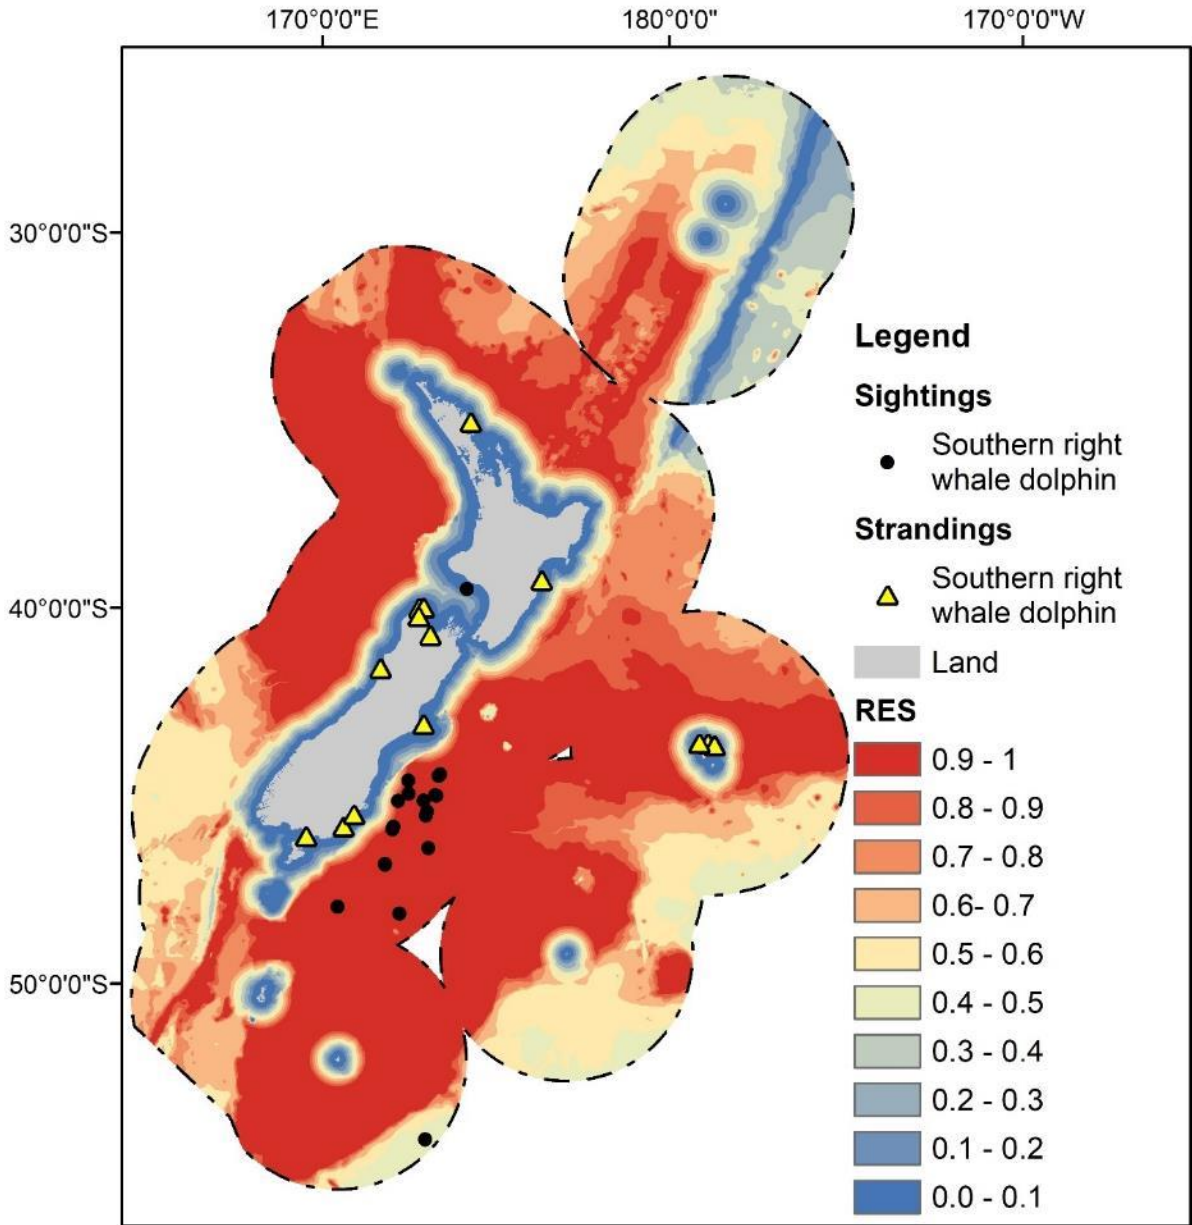 170°0'0"E
180°0'0"
170°0'0"W
30°0'0"S
40°0'0"S
50°0'0"S
Legend
Sightings
Southern right
whale dolphin
Strandings
Southern right
whale dolphin
Land
RES
0.9 - 1
0.8 - 0.9
0.7 - 0.8
0.6- 0.7
0.5 - 0.6
0.4 - 0.5
0.3 - 0.4
0.2 - 0.3
0.1 - 0.2
0.0 - 0.1